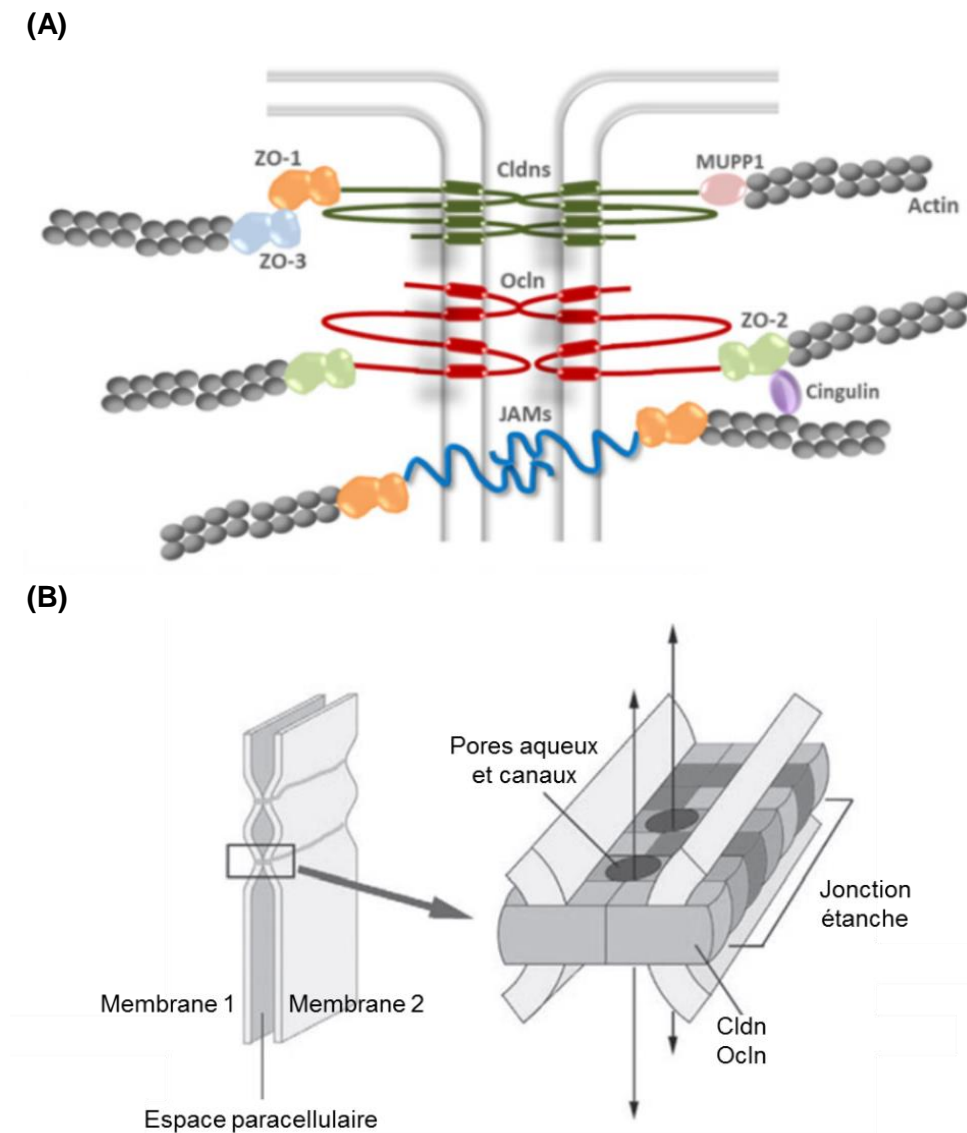 (A)
ZO-1
Cldns
MUPP1
Actin
ZO-3
Ocln
ZO-2
Cingulin
JAMs
(B)
Pores aqueux
et canaux
Jonction
étanche
Membrane 1
Membrane 2
Cldn
Ocln
Espace paracellulaire